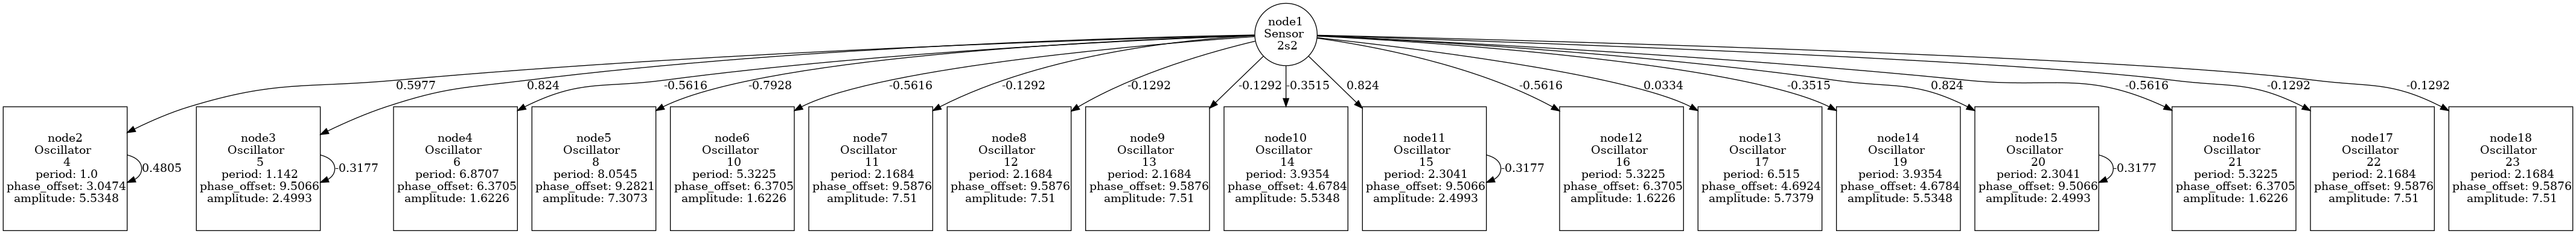 node1
Sensor
2s2
0.5977
0.824
-0.5616
-0.7928
-0.5616
-0.1292
-0.1292
-0.1292
-0.3515
0.824
-0.5616
0.0334
-0.3515
0.824
-0.5616
-0.1292
-0.1292
node2
Oscillator
4
period: 1.0
phase_offset: 3.0474
amplitude: 5.5348
0.4805
node3
Oscillator
5
period: 1.142
phase_offset: 9.5066
amplitude: 2.4993
-0.3177
node4
Oscillator
6
period: 6.8707
phase_offset: 6.3705
amplitude: 1.6226
node5
Oscillator
8
period: 8.0545
phase_offset: 9.2821
amplitude: 7.3073
node6
Oscillator
10
period: 5.3225
phase_offset: 6.3705
amplitude: 1.6226
node7
Oscillator
11
period: 2.1684
phase_offset: 9.5876
amplitude: 7.51
node8
Oscillator
12
period: 2.1684
phase_offset: 9.5876
amplitude: 7.51
node9
Oscillator
13
period: 2.1684
phase_offset: 9.5876
amplitude: 7.51
node10
Oscillator
14
period: 3.9354
phase_offset: 4.6784
amplitude: 5.5348
node11
Oscillator
15
period: 2.3041
phase_offset: 9.5066
amplitude: 2.4993
-0.3177
node12
Oscillator
16
period: 5.3225
phase_offset: 6.3705
amplitude: 1.6226
node13
Oscillator
17
period: 6.515
phase_offset: 4.6924
amplitude: 5.7379
node14
Oscillator
19
period: 3.9354
phase_offset: 4.6784
amplitude: 5.5348
node15
Oscillator
20
period: 2.3041
phase_offset: 9.5066
amplitude: 2.4993
-0.3177
node16
Oscillator
21
period: 5.3225
phase_offset: 6.3705
amplitude: 1.6226
node17
Oscillator
22
period: 2.1684
phase_offset: 9.5876
amplitude: 7.51
node18
Oscillator
23
period: 2.1684
phase_offset: 9.5876
amplitude: 7.51